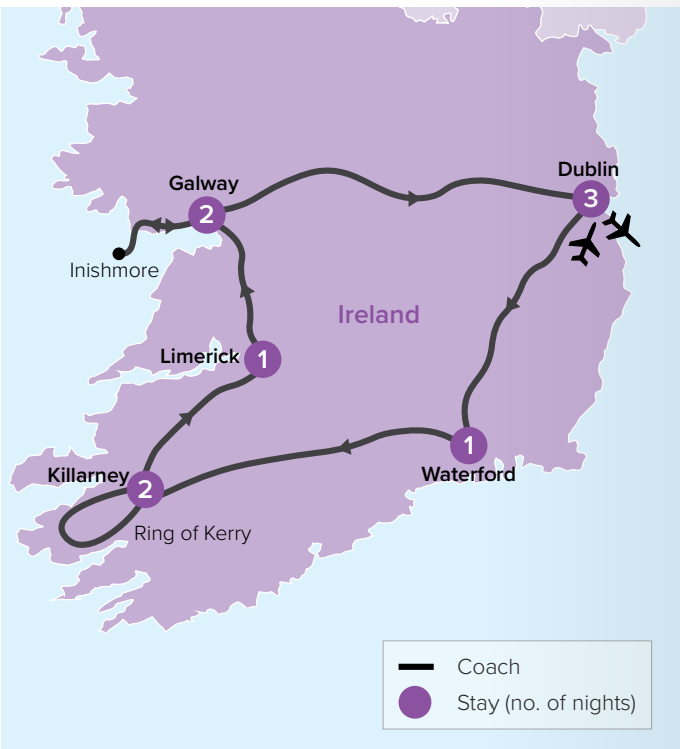 Dublin
3
Galway
2
Inishmore
Ireland
Limerick
1
1
Waterford
Killarney
2
Ring of Kerry
Coach
Stay (no. of nights)